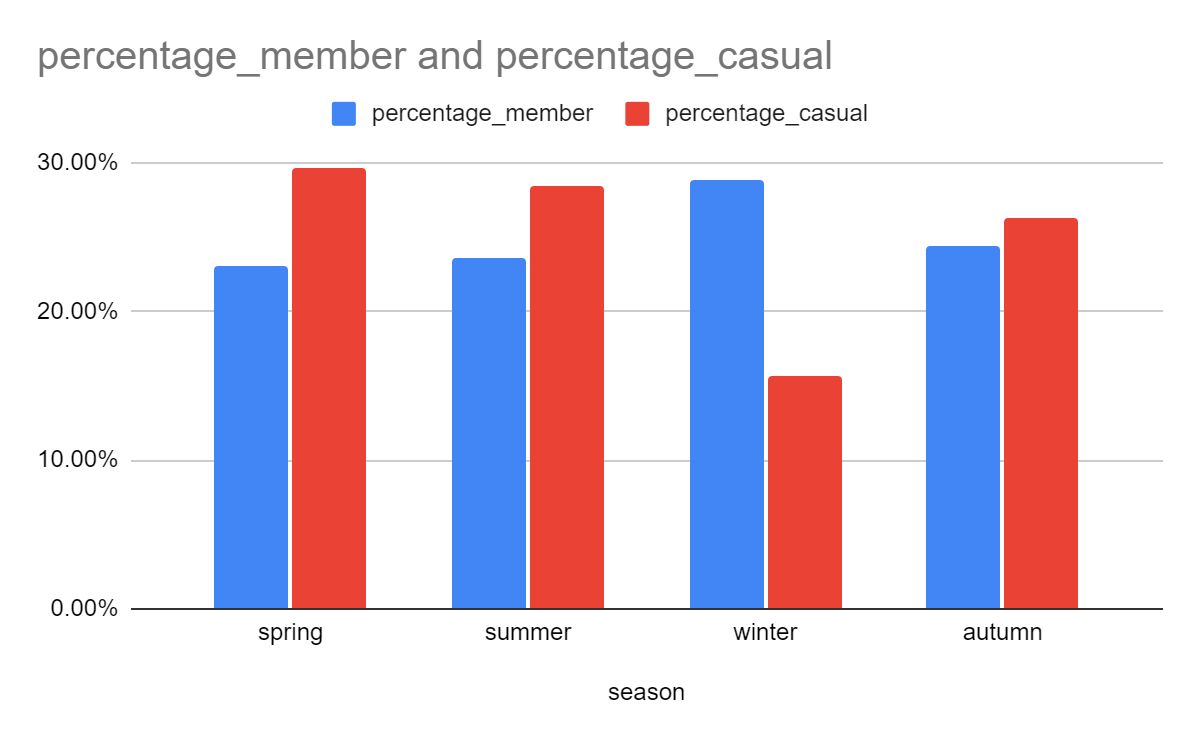 percentage_member and percentage_casual
percentage_member percentage_casual
30.00%
20.00%
10.00%
0.00%
spring summer winter autumn
season